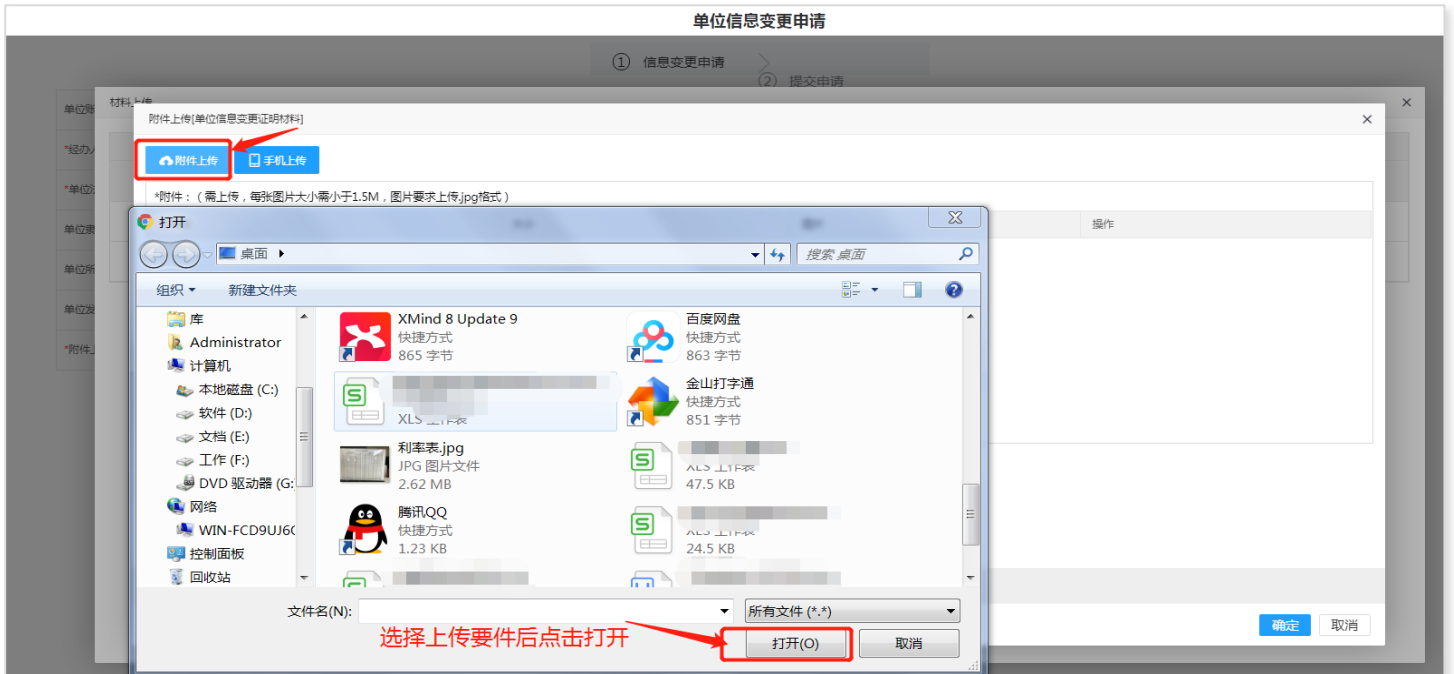 单位信息变更申请
① 信息变更申请
② 提交申请
单位账
材料上传
附件上传[单位信息变更证明材料]
*经办人
附件上传
手机上传
*单位法
*附件：（需上传，每张图片大小需小于1.5M，图片要求上传.jpg格式）
打开
操作
单位隶
桌面
搜索 桌面
单位所
组织
新建文件夹
单位发
*附件上
库
Administrator
计算机
本地磁盘 (C:)
软件 (D:)
文档 (E:)
工作 (F:)
DVD 驱动器 (G:
网络
WIN-FCD9UJ6
控制面板
回收站
XMind 8 Update 9
快捷方式
865 字节
百度网盘
快捷方式
863 字节
XLS 工作表
金山打字通
快捷方式
851 字节
利率表.jpg
JPG 图片文件
2.62 MB
XLS 工作表
47.5 KB
腾讯QQ
快捷方式
1.23 KB
XLS 工作表
24.5 KB
文件名(N):
所有文件 (*.*)
选择上传要件后点击打开
打开(O)
取消
确定
取消